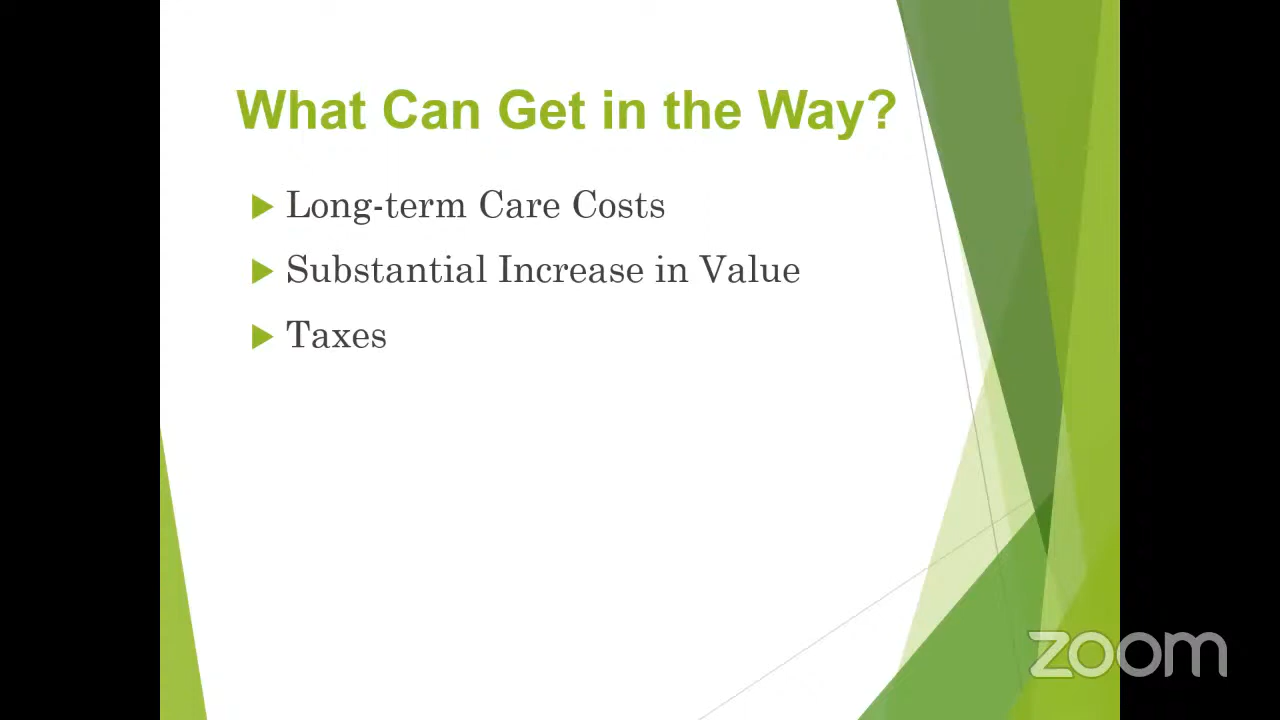 What Can Get in the Way?
Long-term Care Costs
Substantial Increase in Value
Taxes
zoom